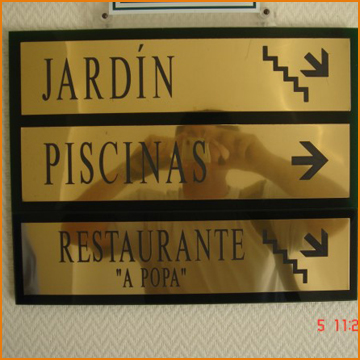 JARDÍN
PISCINAS
RESTAURANTE
"A POPA"
5 11:2